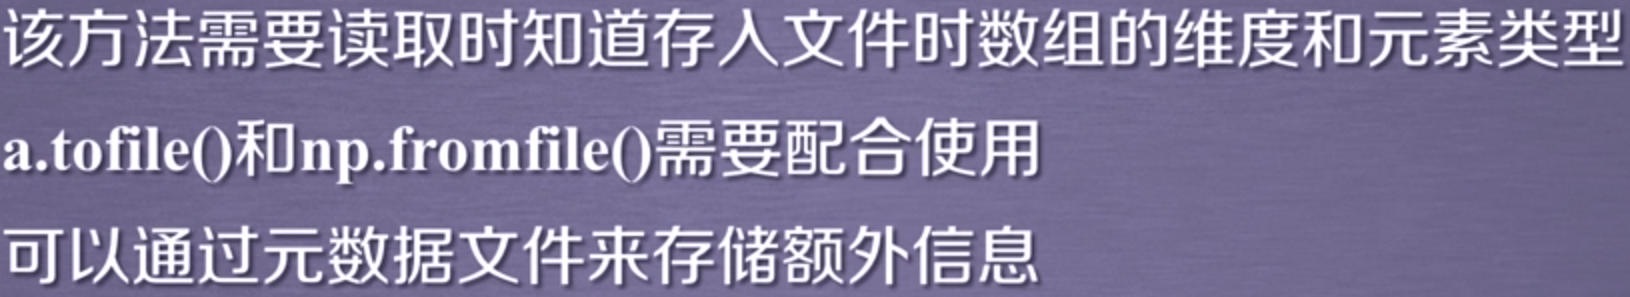 该方法需要读取时知道存入文件时数组的维度和元素类型
a.tofile()和np.fromfile()需要配合使用
可以通过元数据文件来存储额外信息